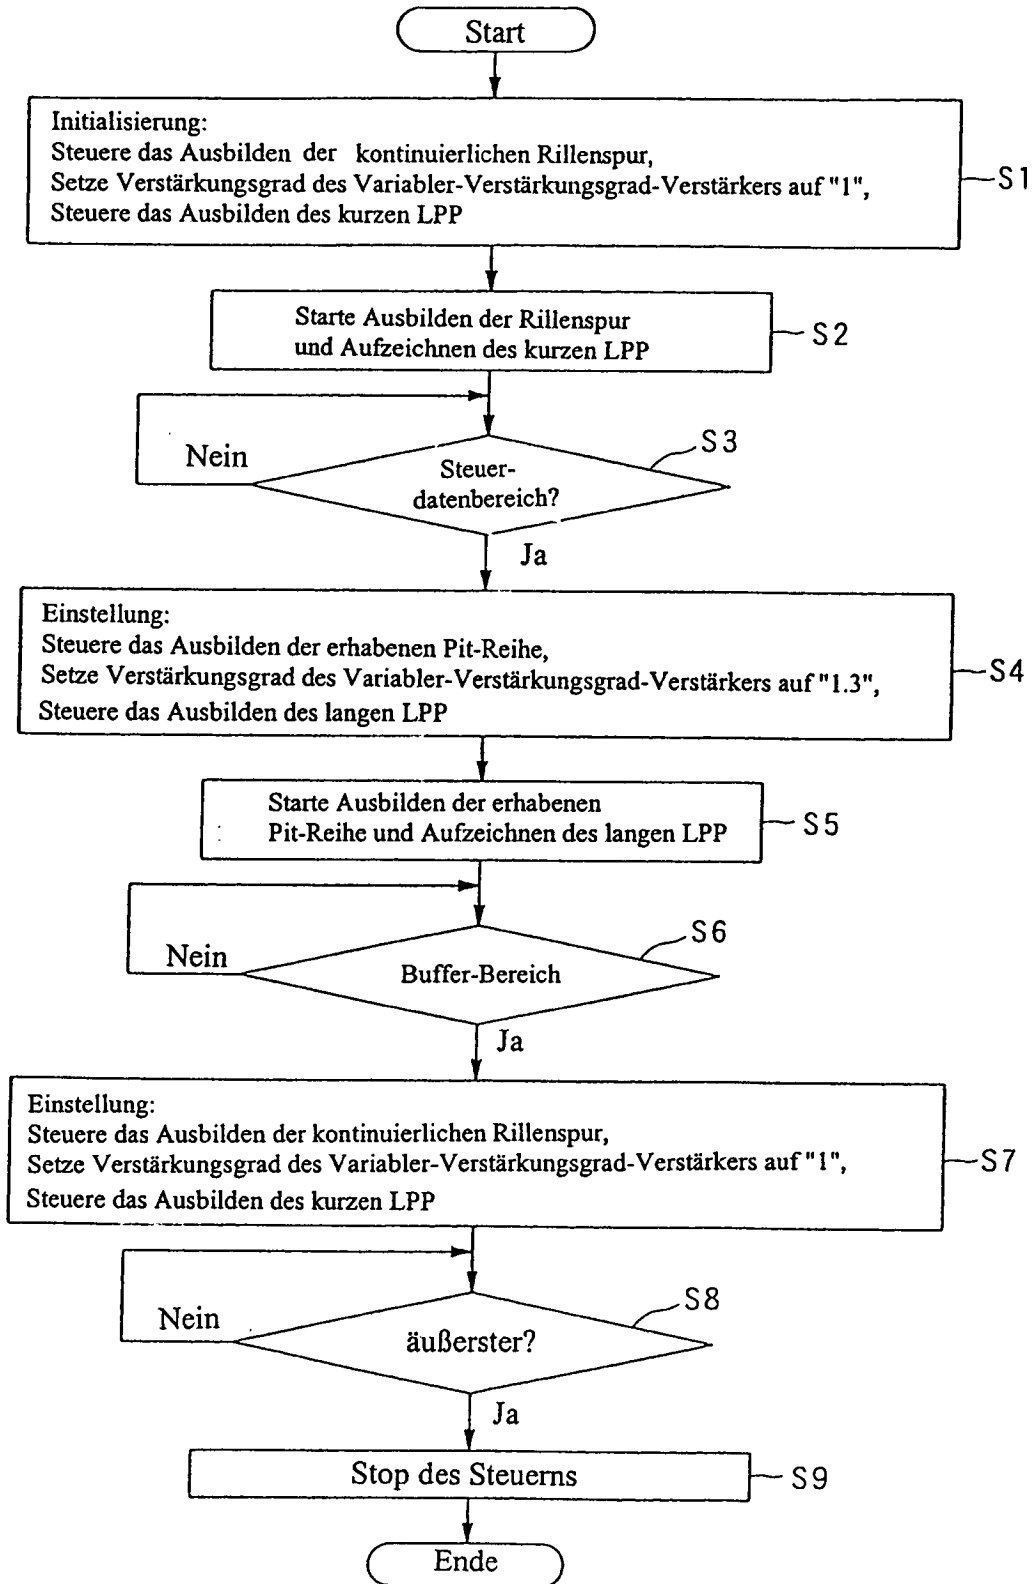 Start
Initialisierung:
Steuere das Ausbilden der kontinuierlichen Rillenspur,
Setze Verstärkungsgrad des Variabler-Verstärkungsgrad-Verstärkers auf "1",
Steuere das Ausbilden des kurzen LPP
S1
Starte Ausbilden der Rillenspur
und Aufzeichnen des kurzen LPP
S2
S3
Nein
Steuer-
datenbereich?
Ja
Einstellung:
Steuere das Ausbilden der erhabenen Pit-Reihe,
Setze Verstärkungsgrad des Variabler-Verstärkungsgrad-Verstärkers auf "1.3",
Steuere das Ausbilden des langen LPP
S4
Starte Ausbilden der erhabenen
Pit-Reihe und Aufzeichnen des langen LPP
S5
S6
Nein
Buffer-Bereich
Ja
Einstellung:
Steuere das Ausbilden der kontinuierlichen Rillenspur,
Setze Verstärkungsgrad des Variabler-Verstärkungsgrad-Verstärkers auf "1",
Steuere das Ausbilden des kurzen LPP
S7
S8
Nein
äußerster?
Ja
Stop des Steuerns
S9
Ende